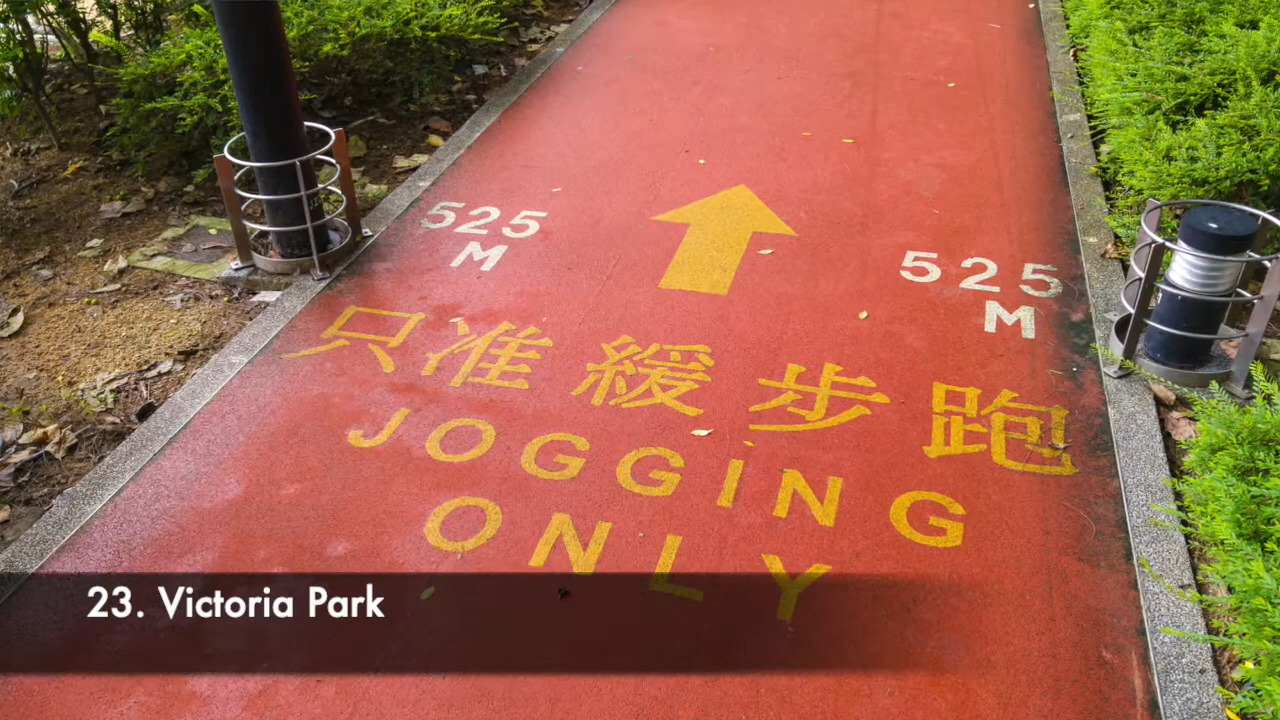 525
M
525
M
只准緩步跑
JOGGING
ONLY
23. Victoria Park